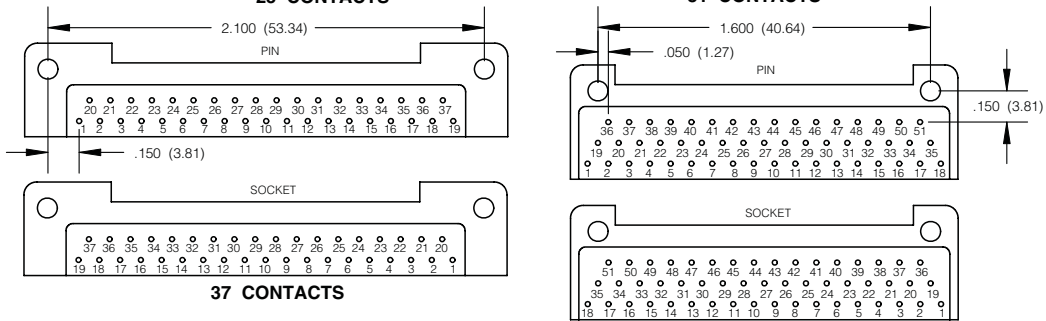 2.100 (53.34)
PIN
20 21 22 23 24 25 26 27 28 29 30 31 32 33 34 35 36 37
1 2 3 4 5 6 7 8 9 10 11 12 13 14 15 16 17 18 19
.150 (3.81)
SOCKET
37 36 35 34 33 32 31 30 29 28 27 26 25 24 23 22 21 20
19 18 17 16 15 14 13 12 11 10 9 8 7 6 5 4 3 2 1
37 CONTACTS
1.600 (40.64)
.050 (1.27)
PIN
.150 (3.81)
36 37 38 39 40 41 42 43 44 45 46 47 48 49 50 51
19 20 21 22 23 24 25 26 27 28 29 30 31 32 33 34 35
1 2 3 4 5 6 7 8 9 10 11 12 13 14 15 16 17 18
SOCKET
51 50 49 48 47 46 45 44 43 42 41 40 39 38 37 36
35 34 33 32 31 30 29 28 27 26 25 24 23 22 21 20 19
18 17 16 15 14 13 12 11 10 9 8 7 6 5 4 3 2 1